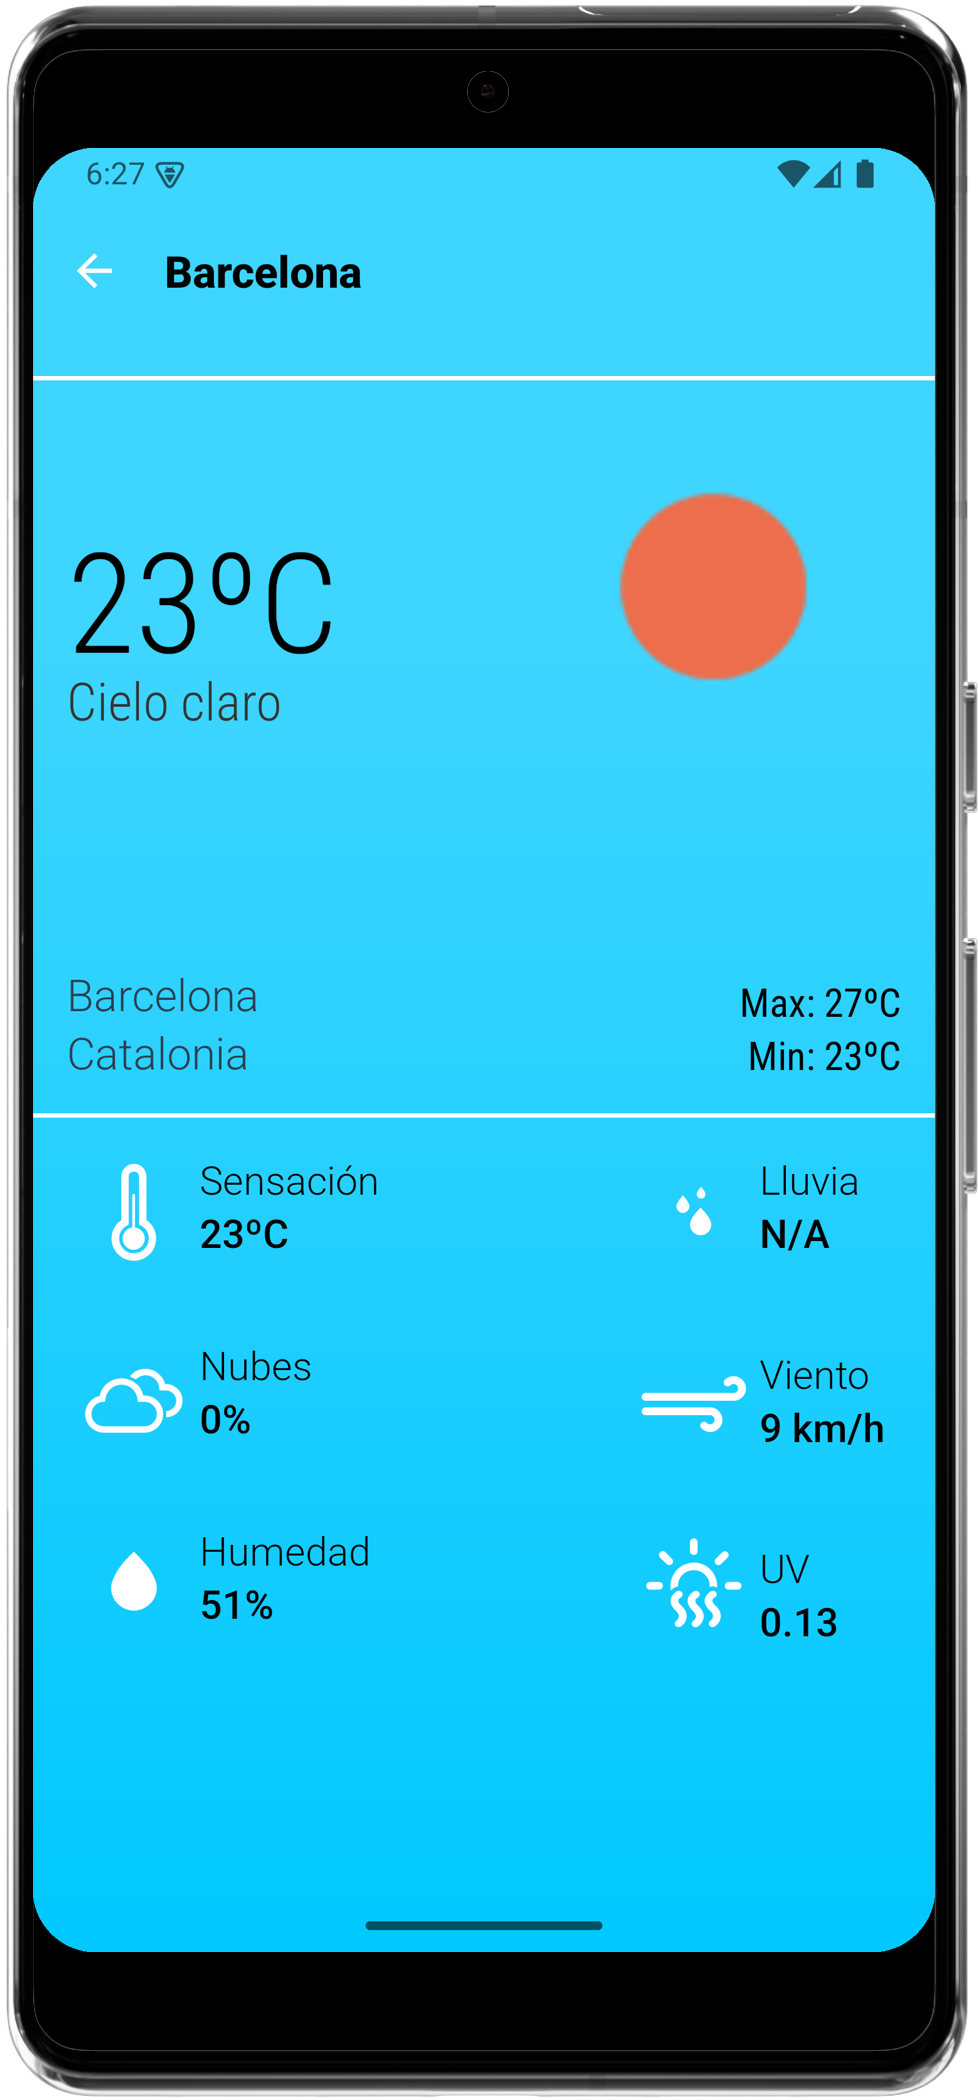 6:27
Barcelona
23ºC
Cielo claro
Barcelona
Catalonia
Max: 27ºC
Min: 23ºC
Sensación
23ºC
Lluvia
N/A
Nubes
0%
Viento
9 km/h
Humedad
51%
UV
0.13